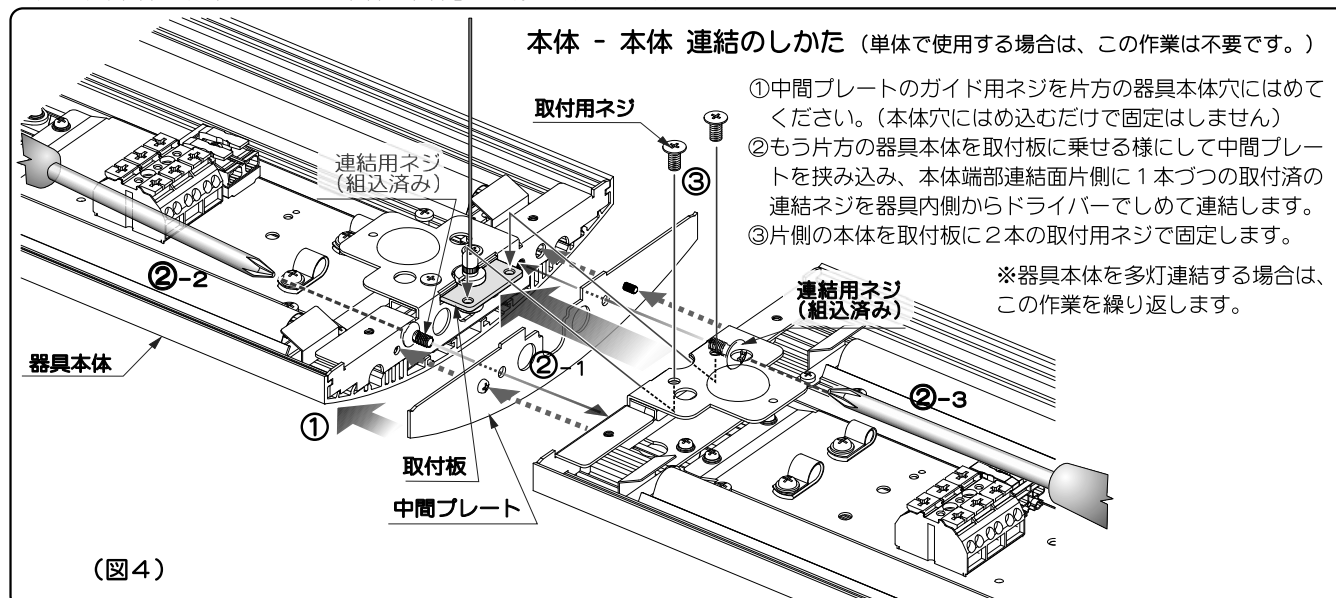 本体 - 本体 連結のしかた（単体で使用する場合は、この作業は不要です。）
①中間プレートのガイド用ネジを片方の器具本体穴にはめて
ください。（本体穴にはめ込むだけで固定はしません）
②もう片方の器具本体を取付板に乗せる様にして中間プレー
トを挟み込み、本体端部連結面片側に１本づつの取付済の
連結ネジを器具内側からドライバーでしめて連結します。
③片側の本体を取付板に２本の取付用ネジで固定します。
※器具本体を多灯連結する場合は、
この作業を繰り返します。
取付用ネジ
連結用ネジ
（組込済み）
③
②-2
連結用ネジ
（組込済み）
器具本体
②-1
②-3
①
取付板
中間プレート
（図４）